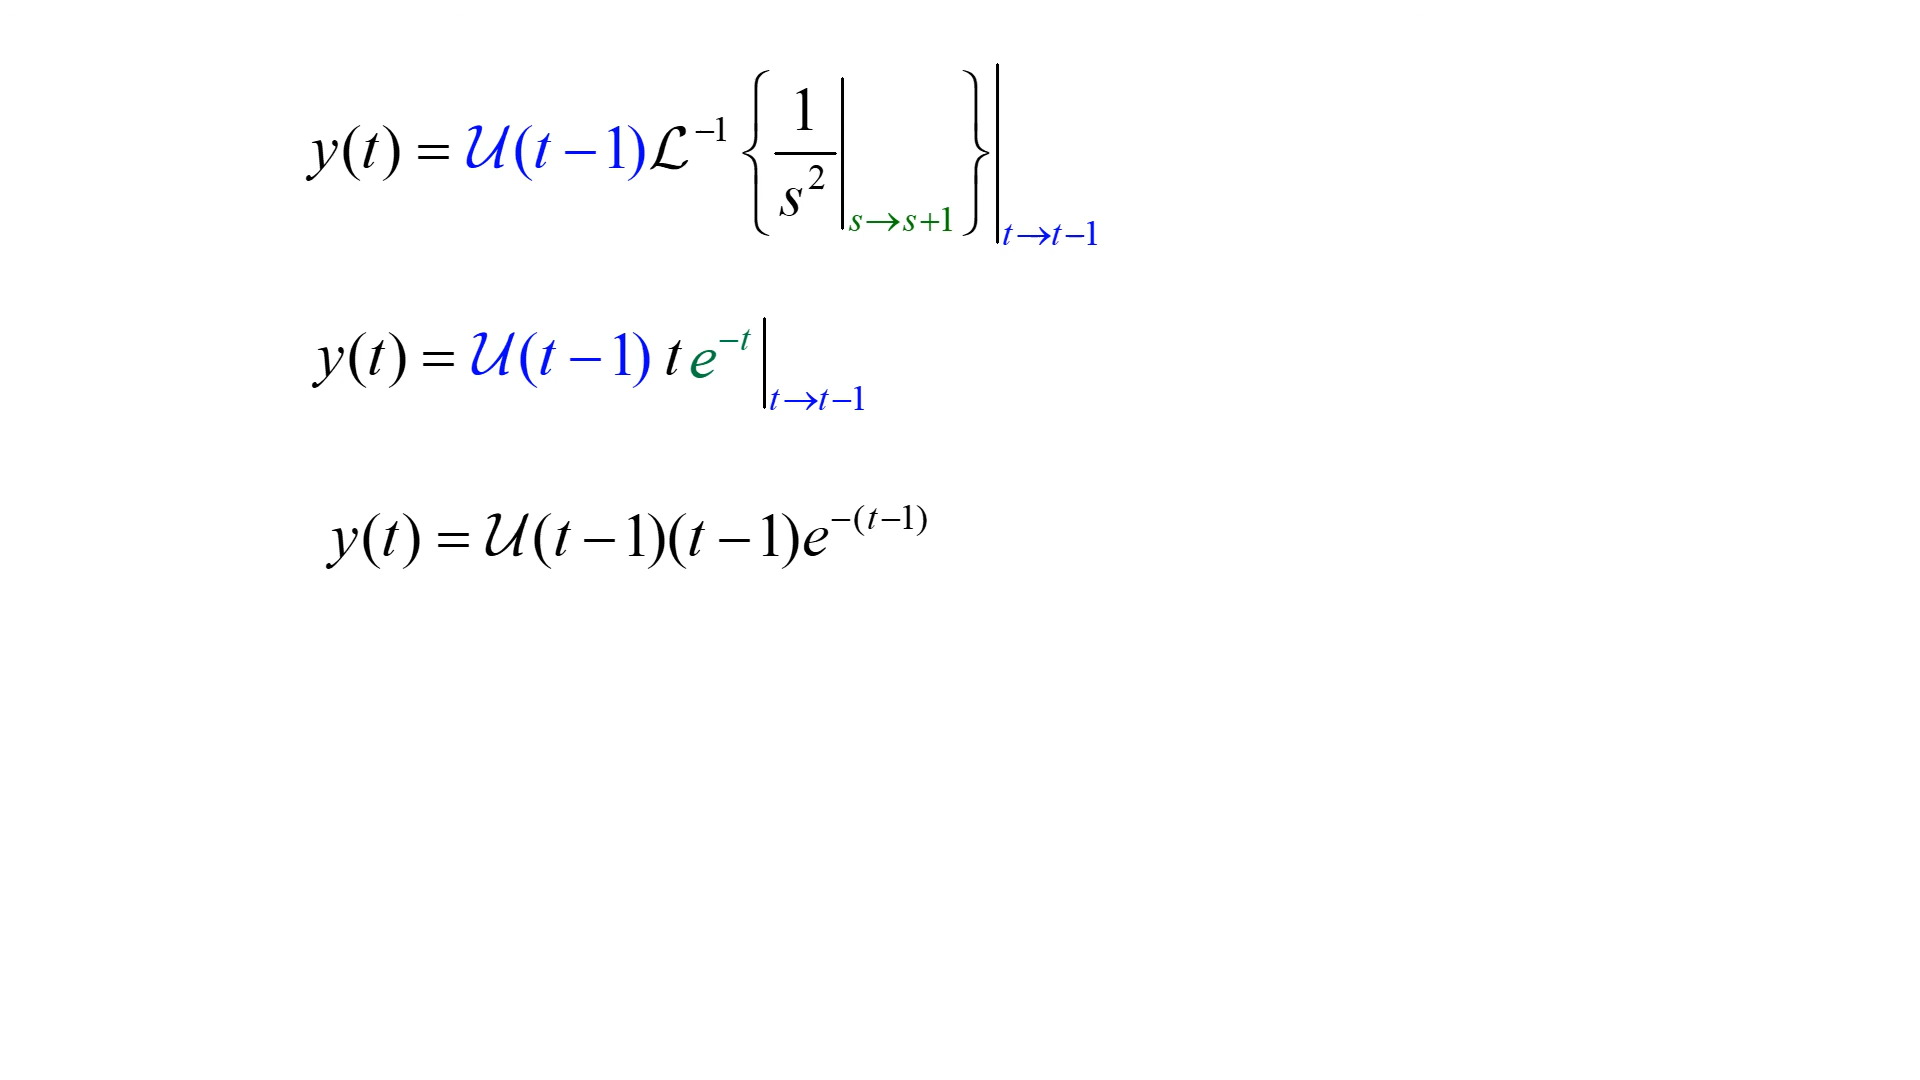 y(t) = 𝒰(t − 1)ℒ⁻¹ {1/s² |ₛ→ₛ₊₁} |ₜ→ₜ₋₁
y(t) = 𝒰(t − 1) t e⁻ᵗ |ₜ→ₜ₋₁
y(t) = 𝒰(t − 1)(t − 1)e⁻⁽ᵗ⁻¹⁾